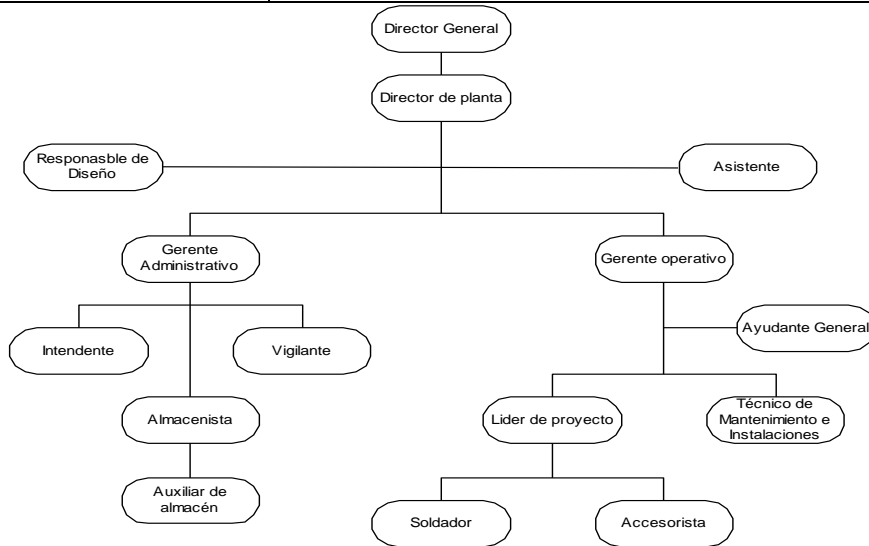 Director General
Director de planta
Responasble de
Diseño
Asistente
Gerente
Administrativo
Gerente operativo
Ayudante General
Intendente
Vigilante
Almacenista
Lider de proyecto
Técnico de
Mantenimiento e
Instalaciones
Auxiliar de
almacén
Soldador
Accesorista